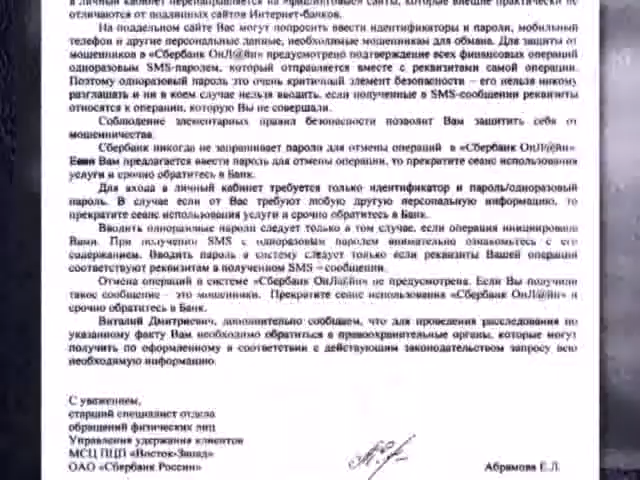 в личный кабинет перенаправляется на «фишинговые» сайты, которые внешне практически не
отличаются от подлинных сайтов Интернет-банков.
На поддельном сайте Вас могут попросить ввести идентификаторы и пароли, мобильный
телефон и другие персональные данные, необходимые мошенникам для обмана. Для защиты от
мошенников в «Сбербанк ОнЛ@йн» предусмотрено подтверждение всех финансовых операций
одноразовым SMS-паролем, который отправляется вместе с реквизитами самой операции.
Поэтому одноразовый пароль это очень критичный элемент безопасности – его нельзя никому
разглашать и ни в коем случае нельзя вводить, если полученные в SMS-сообщении реквизиты
относятся к операции, которую Вы не совершали.
Соблюдение элементарных правил безопасности позволит Вам защитить себя от
мошенничества.
Сбербанк никогда не запрашивает пароли для отмены операций в «Сбербанк ОнЛ@йн».
Если Вам предлагается ввести пароль для отмены операции, то прекратите сеанс использования
услуги и срочно обратитесь в Банк.
Для входа в личный кабинет требуется только идентификатор и пароль/одноразовый
пароль. В случае если от Вас требуют любую другую персональную информацию, то
прекратите сеанс использования услуги и срочно обратитесь в Банк.
Вводить одноразовые пароли следует только в том случае, если операция инициирована
Вами. При получении SMS с одноразовым паролем внимательно ознакомьтесь с его
содержанием. Вводить пароль в систему следует только если реквизиты Вашей операции
соответствуют реквизитам в полученном SMS – сообщении.
Отмена операций в системе «Сбербанк ОнЛ@йн» не предусмотрена. Если Вы получили
такое сообщение – это мошенники. Прекратите сеанс использования «Сбербанк ОнЛ@йн» и
срочно обратитесь в Банк.
Виталий Дмитриевич, дополнительно сообщаем, что для проведения расследования по
указанному факту Вам необходимо обратиться в правоохранительные органы, которые могут
получить по оформленному в соответствии с действующим законодательством запросу всю
необходимую информацию.
С уважением,
старший специалист отдела
обращений физических лиц
Управления удержания клиентов
МСЦ ПЦП «Восток-Запад»
ОАО «Сбербанк России»
Абрамова Е.Л.